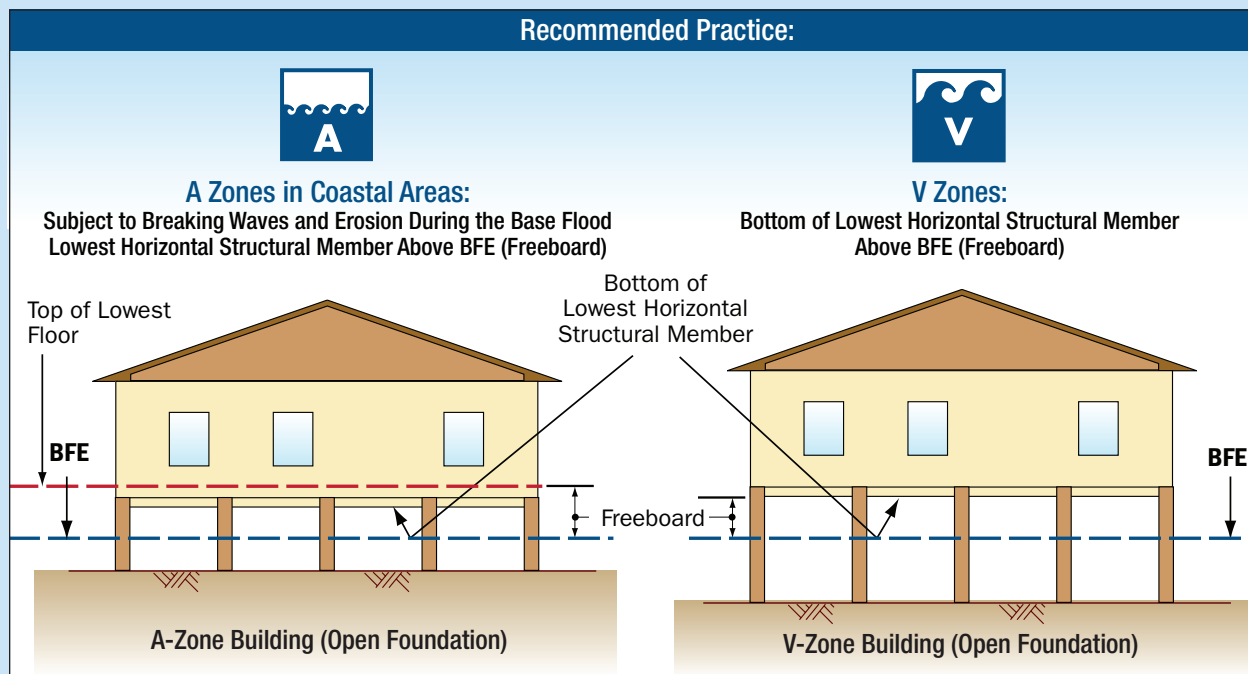 Recommended Practice:
A
A Zones in Coastal Areas:
Subject to Breaking Waves and Erosion During the Base Flood
Lowest Horizontal Structural Member Above BFE (Freeboard)
V
V Zones:
Bottom of Lowest Horizontal Structural Member
Above BFE (Freeboard)
Top of Lowest
Floor
Bottom of
Lowest Horizontal
Structural Member
BFE
BFE
Freeboard
A-Zone Building (Open Foundation)
V-Zone Building (Open Foundation)